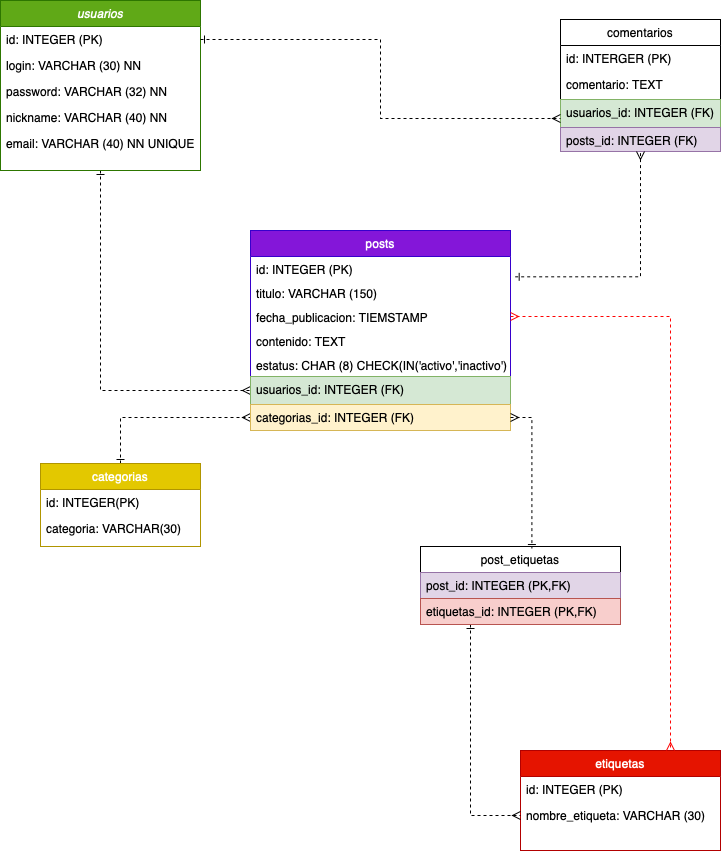 usuarios
id: INTEGER (PK)
login: VARCHAR (30) NN
password: VARCHAR (32) NN
nickname: VARCHAR (40) NN
email: VARCHAR (40) NN UNIQUE
comentarios
id: INTERGER (PK)
comentario: TEXT
usuarios_id: INTEGER (FK)
posts_id: INTEGER (FK)
posts
id: INTEGER (PK)
titulo: VARCHAR (150)
fecha_publicacion: TIEMSTAMP
contenido: TEXT
estatus: CHAR (8) CHECK(IN('activo','inactivo')
usuarios_id: INTEGER (FK)
categorias_id: INTEGER (FK)
categorias
id: INTEGER(PK)
categoria: VARCHAR(30)
post_etiquetas
post_id: INTEGER (PK,FK)
etiquetas_id: INTEGER (PK,FK)
etiquetas
id: INTEGER (PK)
nombre_etiqueta: VARCHAR (30)